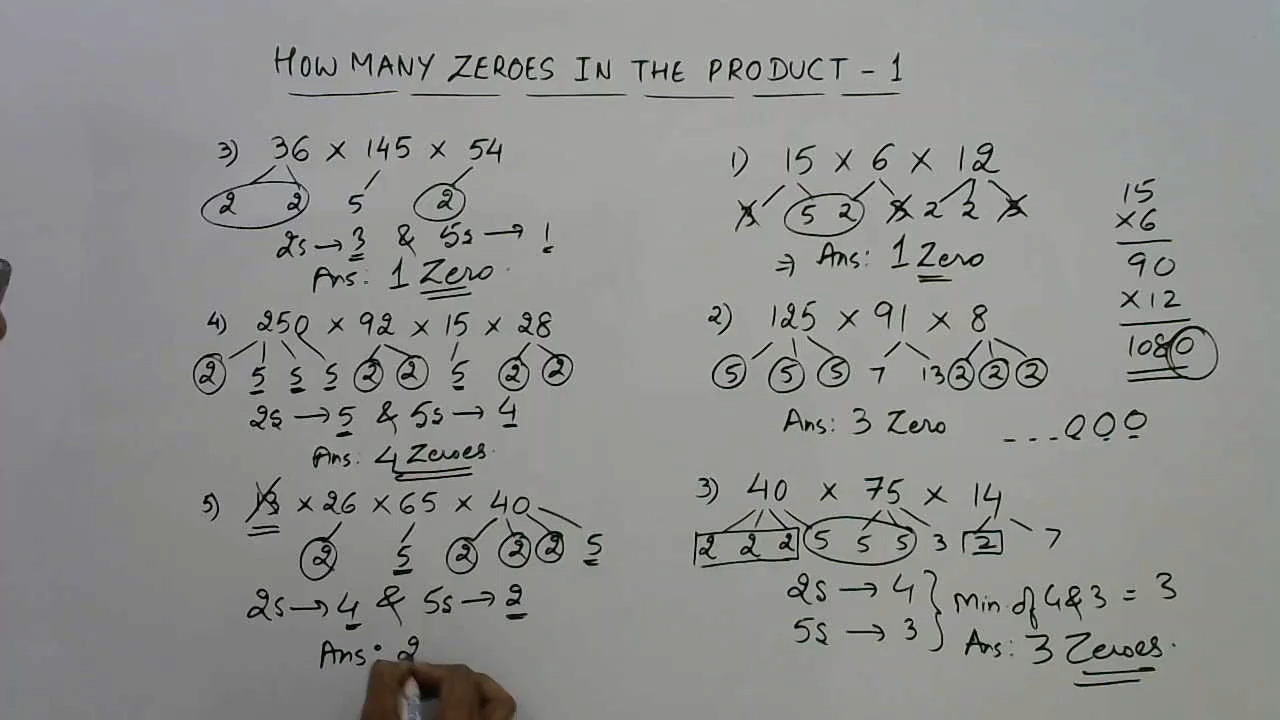 HOW MANY ZEROES IN THE PRODUCT - 1
3) 36 × 145 × 54
2 2 5 2
2s → 3 & 5s → 1
Ans: 1 Zero.
4) 250 × 92 × 15 × 28
2 5 5 5 2 2 5 2 2
2s → 5 & 5s → 4
Ans: 4 Zeroes.
5) 13 × 26 × 65 × 40
2 5 2 2 2 5
2s → 4 & 5s → 2
Ans: 2
1) 15 × 6 × 12
3 5 2 3 2 2 3
⇒ Ans: 1 Zero
2) 125 × 91 × 8
5 5 5 7 13 2 2 2
Ans: 3 Zero ---000
3) 40 × 75 × 14
2 2 2 5 5 5 3 2 7
2s → 4 } Min. of 4 & 3 = 3
5s → 3
Ans: 3 Zeroes.
15
×6
90
×12
1080